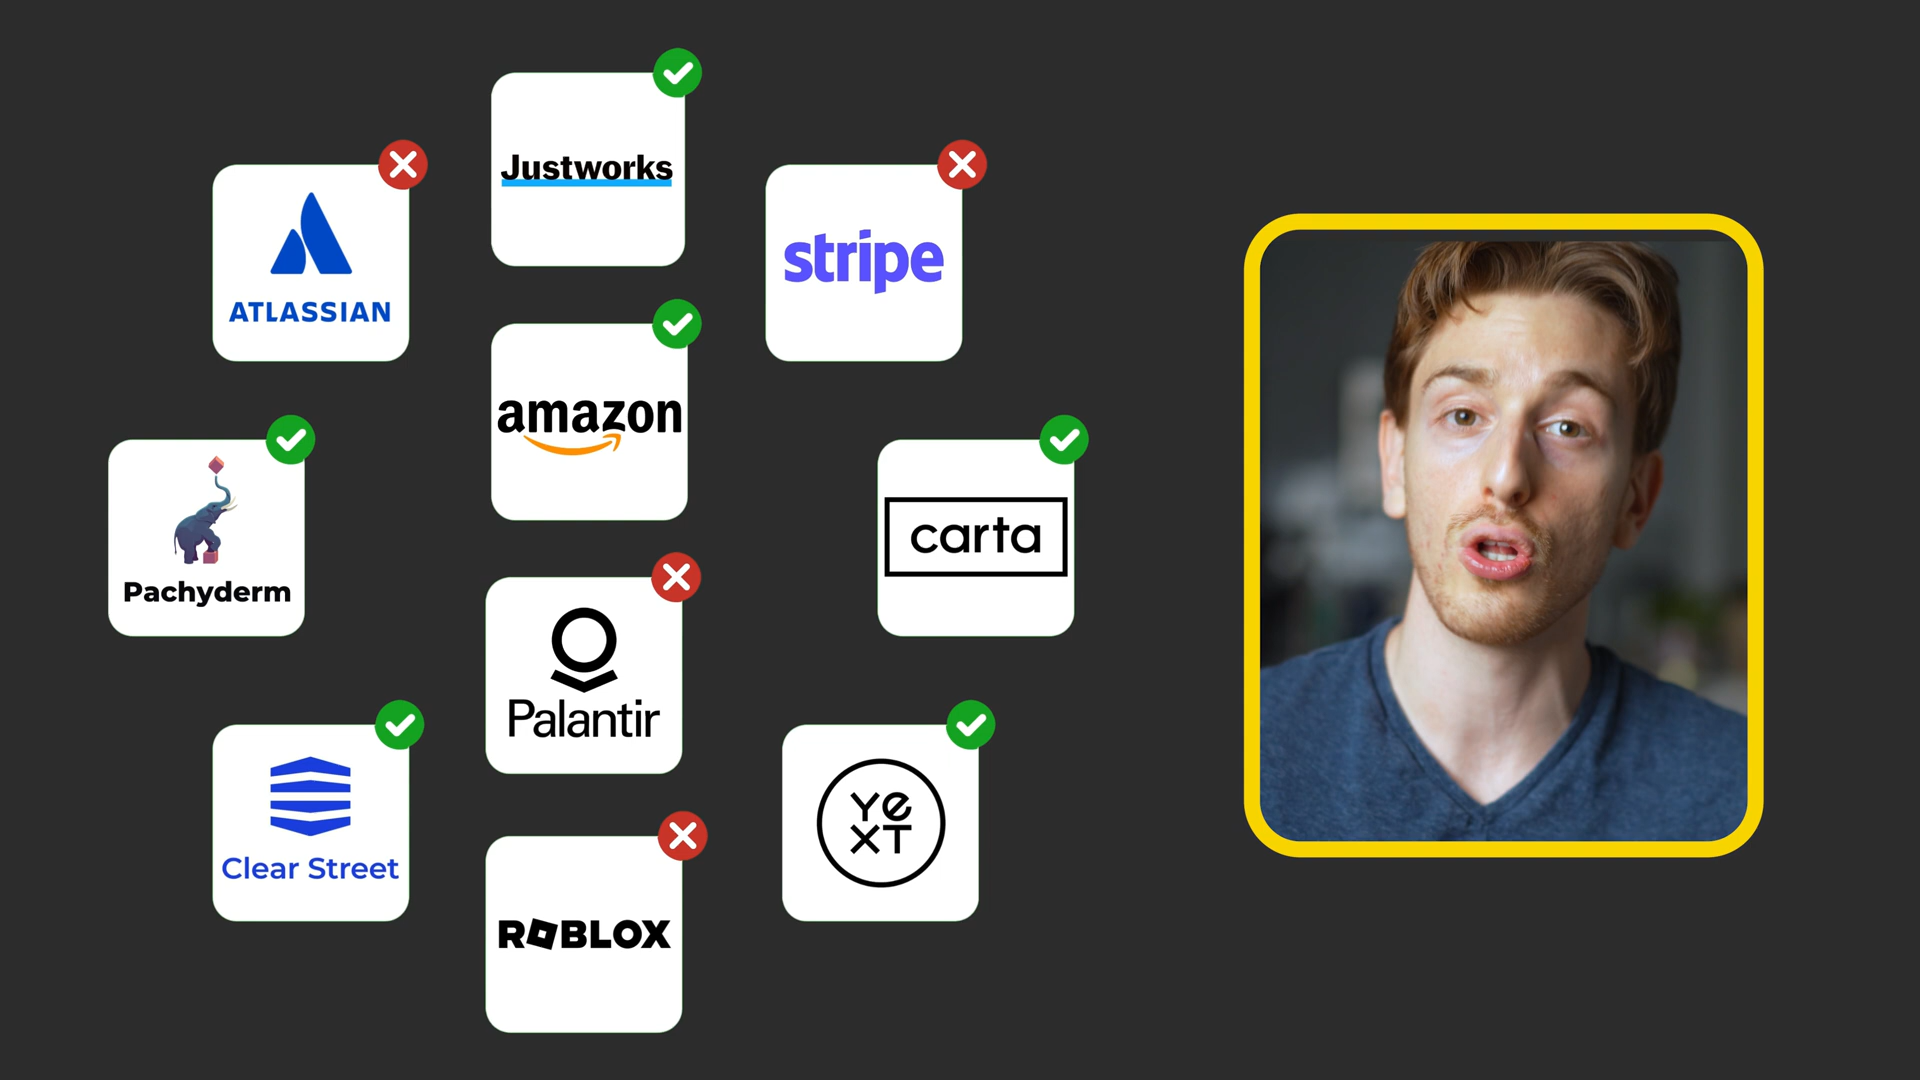 Justworks
ATLASSIAN
stripe
amazon
Pachyderm
carta
Palantir
Clear Street
Yext
ROBLOX